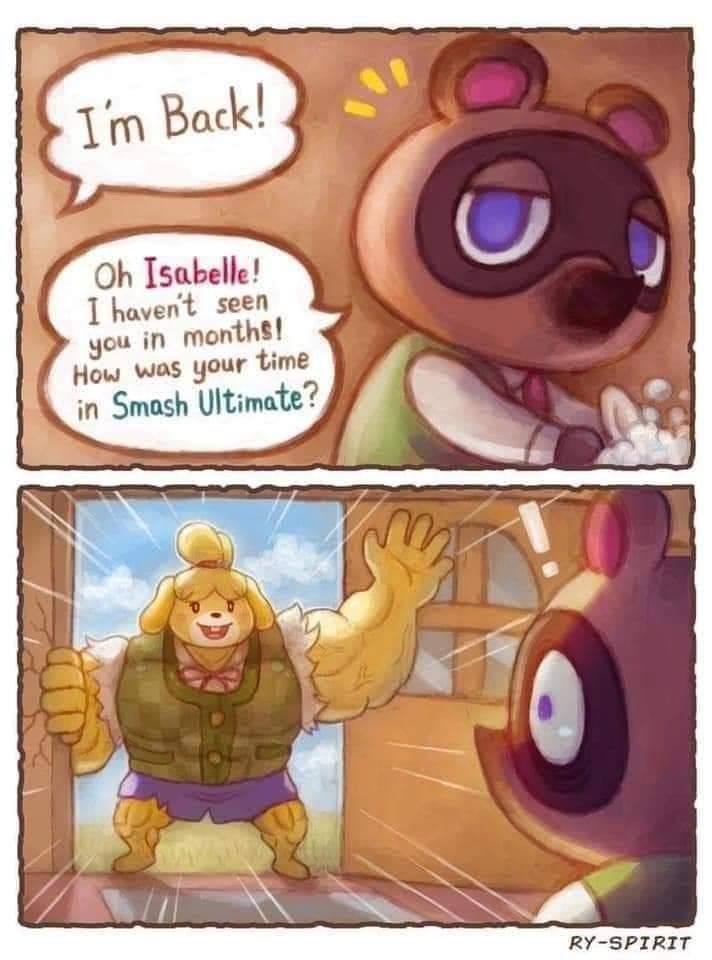 I'm Back!
Oh Isabelle!
I haven't seen
you in months!
How was your time
in Smash Ultimate?
!
RY-SPIRIT